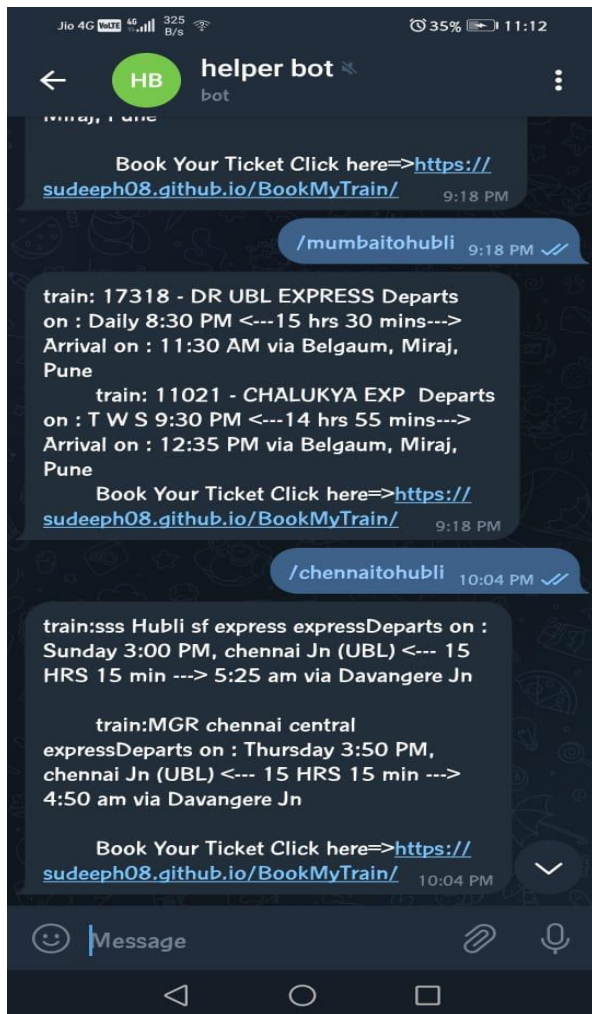 Jio 4G VoLTE 4G 325 B/s 35% 11:12
HB helper bot
bot
Miraj, Pune
Book Your Ticket Click here=>https://
sudeeph08.github.io/BookMyTrain/ 9:18 PM
/mumbaitohubli 9:18 PM
train: 17318 - DR UBL EXPRESS Departs
on : Daily 8:30 PM <---15 hrs 30 mins--->
Arrival on : 11:30 AM via Belgaum, Miraj,
Pune
train: 11021 - CHALUKYA EXP Departs
on : T W S 9:30 PM <---14 hrs 55 mins--->
Arrival on : 12:35 PM via Belgaum, Miraj,
Pune
Book Your Ticket Click here=>https://
sudeeph08.github.io/BookMyTrain/ 9:18 PM
/chennaitohubli 10:04 PM
train:sss Hubli sf express expressDeparts on :
Sunday 3:00 PM, chennai Jn (UBL) <--- 15
HRS 15 min ---> 5:25 am via Davangere Jn
train:MGR chennai central
expressDeparts on : Thursday 3:50 PM,
chennai Jn (UBL) <--- 15 HRS 15 min --->
4:50 am via Davangere Jn
Book Your Ticket Click here=>https://
sudeeph08.github.io/BookMyTrain/ 10:04 PM
Message